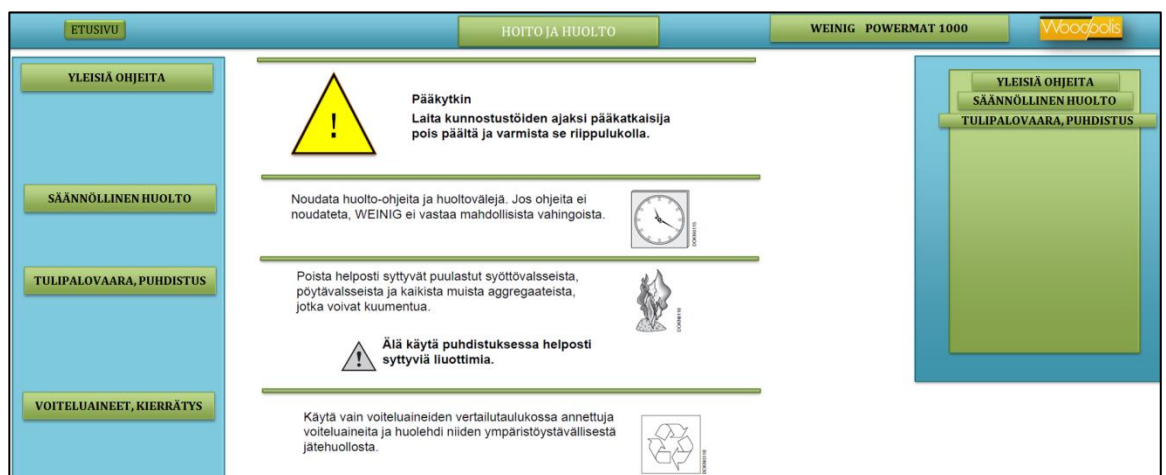 ETUSIVU
HOITO JA HUOLTO
WEINIG POWERMAT 1000
Woodpolis
YLEISIÄ OHJEITA
SÄÄNNÖLLINEN HUOLTO
TULIPALOVAARA, PUHDISTUS
VOITELUAINEET, KIERRÄTYS
!
Pääkytkin
Laita kunnostustöiden ajaksi pääkatkaisija
pois päältä ja varmista se riippulukolla.
Noudata huolto-ohjeita ja huoltovälejä. Jos ohjeita ei
noudateta, WEINIG ei vastaa mahdollisista vahingoista.
Poista helposti syttyvät puulastut syöttövalsseista,
pöytävalsseista ja kaikista muista aggregaateista,
jotka voivat kuumentua.
!
Älä käytä puhdistuksessa helposti
syttyviä liuottimia.
Käytä vain voiteluaineiden vertailutaulukossa annettuja
voiteluaineita ja huolehdi niiden ympäristöystävällisestä
jätehuollosta.
YLEISIÄ OHJEITA
SÄÄNNÖLLINEN HUOLTO
TULIPALOVAARA, PUHDISTUS